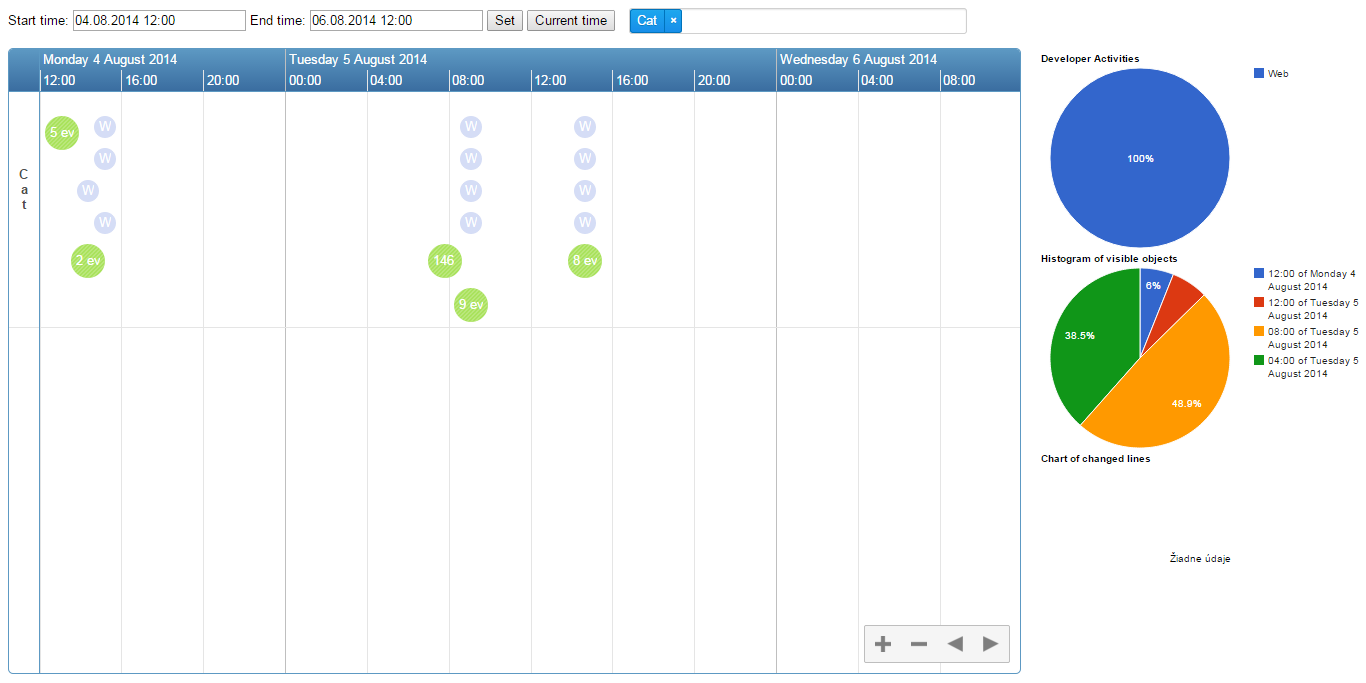 Start time: 04.08.2014 12:00 End time: 06.08.2014 12:00 Set Current time Cat ×
Monday 4 August 2014 Tuesday 5 August 2014 Wednesday 6 August 2014
12:00 16:00 20:00 00:00 04:00 08:00 12:00 16:00 20:00 00:00 04:00 08:00
5 ev W W W
W W W
Cat
W W W
W W W
2 ev 146 8 ev
9 ev
Developer Activities
Web
100%
Histogram of visible objects
12:00 of Monday 4
August 2014
12:00 of Tuesday 5
August 2014
08:00 of Tuesday 5
August 2014
04:00 of Tuesday 5
August 2014
6%
38.5%
48.9%
Chart of changed lines
Žiadne údaje